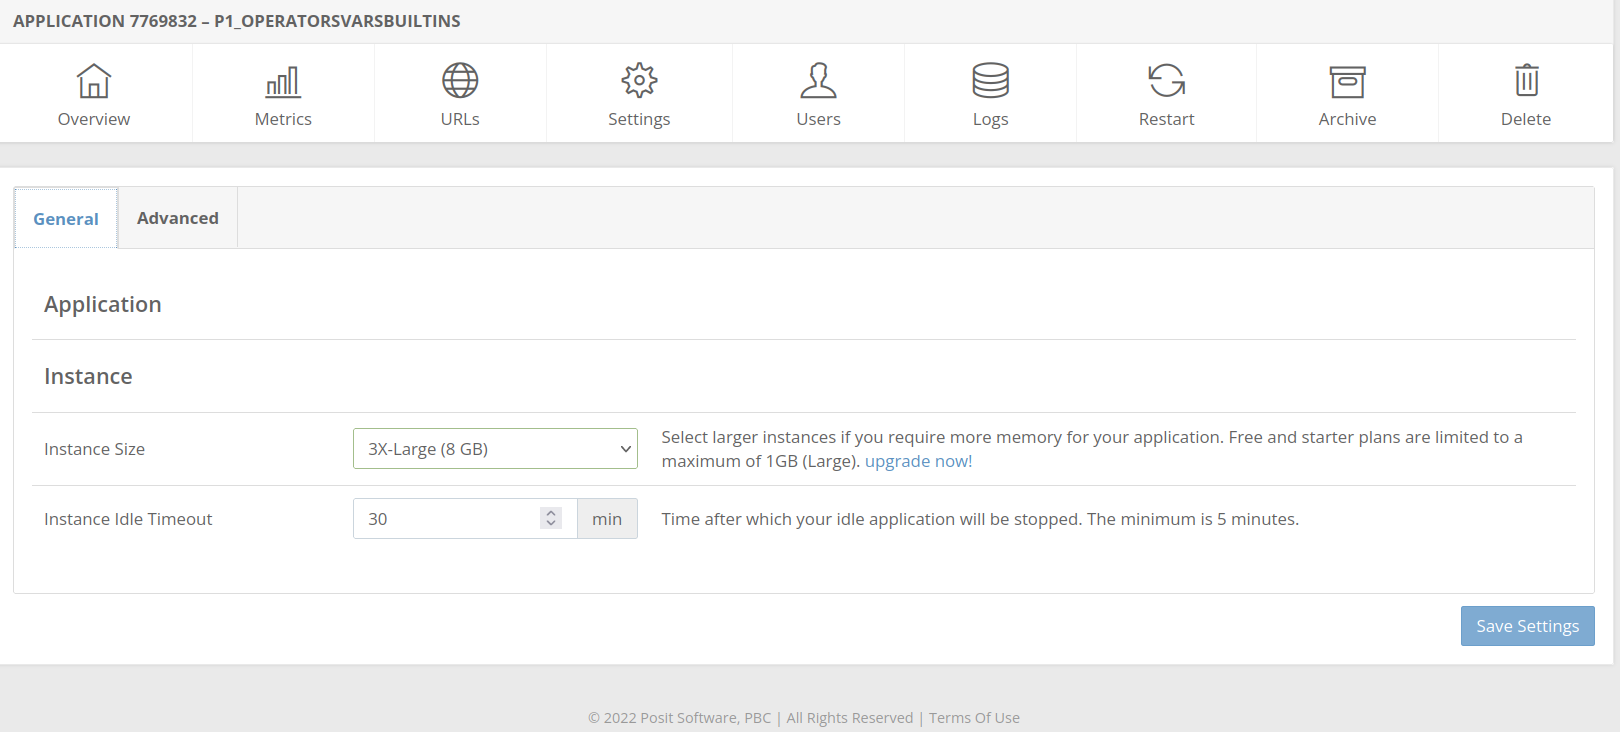 APPLICATION 7769832 – P1_OPERATORSVARSBUILTINS
Overview
Metrics
URLs
Settings
Users
Logs
Restart
Archive
Delete
General
Advanced
Application
Instance
Instance Size
3X-Large (8 GB)
Select larger instances if you require more memory for your application. Free and starter plans are limited to a
maximum of 1GB (Large). upgrade now!
Instance Idle Timeout
30
min
Time after which your idle application will be stopped. The minimum is 5 minutes.
Save Settings
© 2022 Posit Software, PBC | All Rights Reserved | Terms Of Use